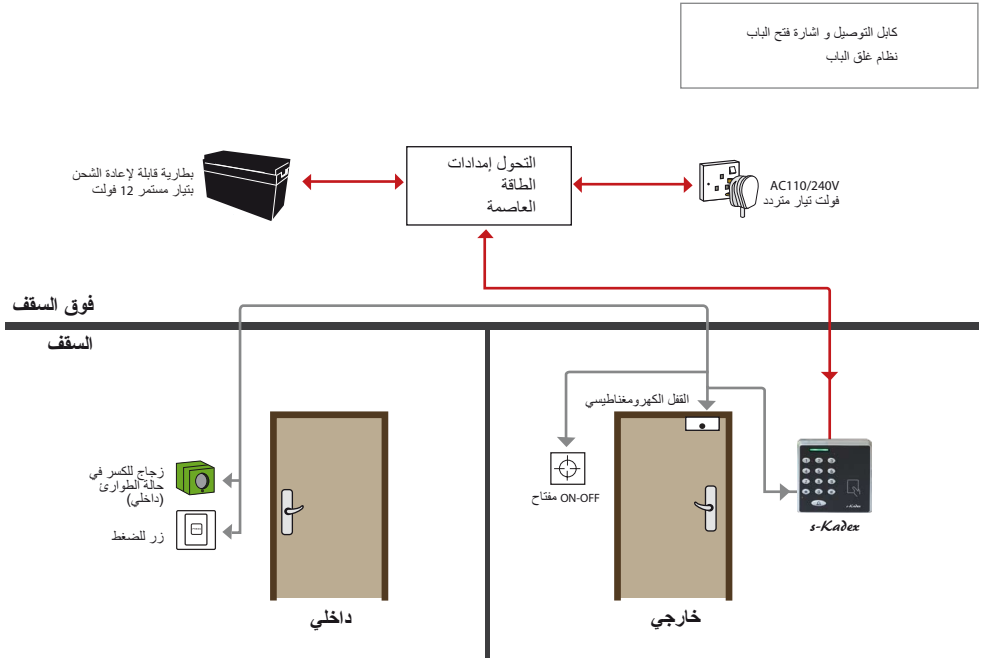 كابل التوصيل و اشارة فتح الباب
نظام غلق الباب
التحول إمدادات
الطاقة
العاصمة
AC110/240V
فولت تيار متردد
بطارية قابلة لإعادة الشحن
بتيار مستمر 12 فولت
فوق السقف
السقف
القفل الكهرومغناطيسي
ON-OFF مفتاح
s-Kadex
s-Kadex
خارجي
زجاج للكسر في
حالة الطوارئ
(داخلي)
زر للضغط
داخلي